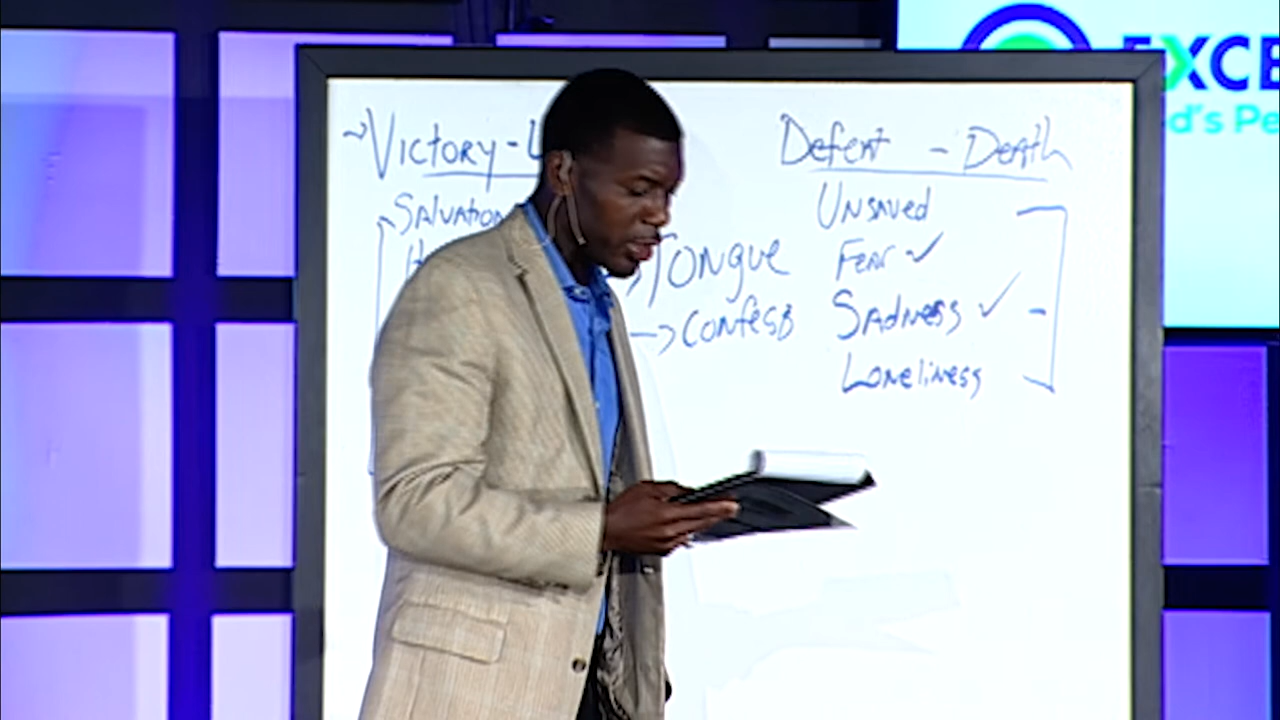 Victory -
Salvation
Tongue
→ Confess
Defeat - Death
Unsaved
Fear ✓
Sadness ✓
Loneliness
EXCE
d's Pe